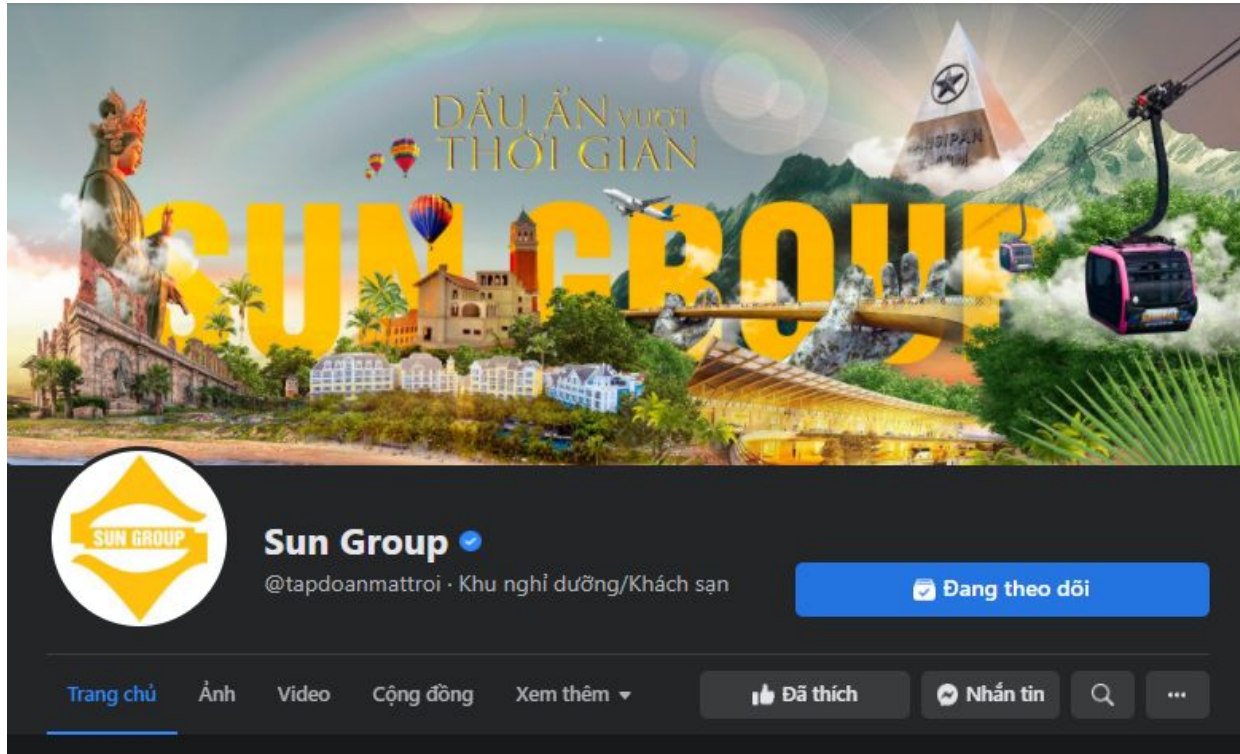 DẤU ẤN VƯỢT
THỜI GIAN
SUN GROUP
SUN GROUP
Sun Group
@tapdoanmattroi · Khu nghỉ dưỡng/Khách sạn
Đang theo dõi
Trang chủ
Ảnh
Video
Cộng đồng
Xem thêm
Đã thích
Nhắn tin